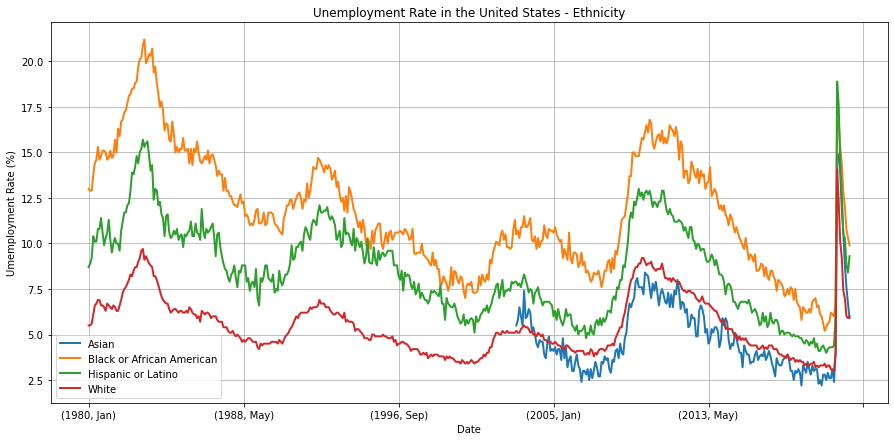 Unemployment Rate in the United States - Ethnicity
Unemployment Rate (%)
20.0
17.5
15.0
12.5
10.0
7.5
5.0
2.5
Asian
Black or African American
Hispanic or Latino
White
(1980, Jan)
(1988, May)
(1996, Sep)
(2005, Jan)
(2013, May)
Date